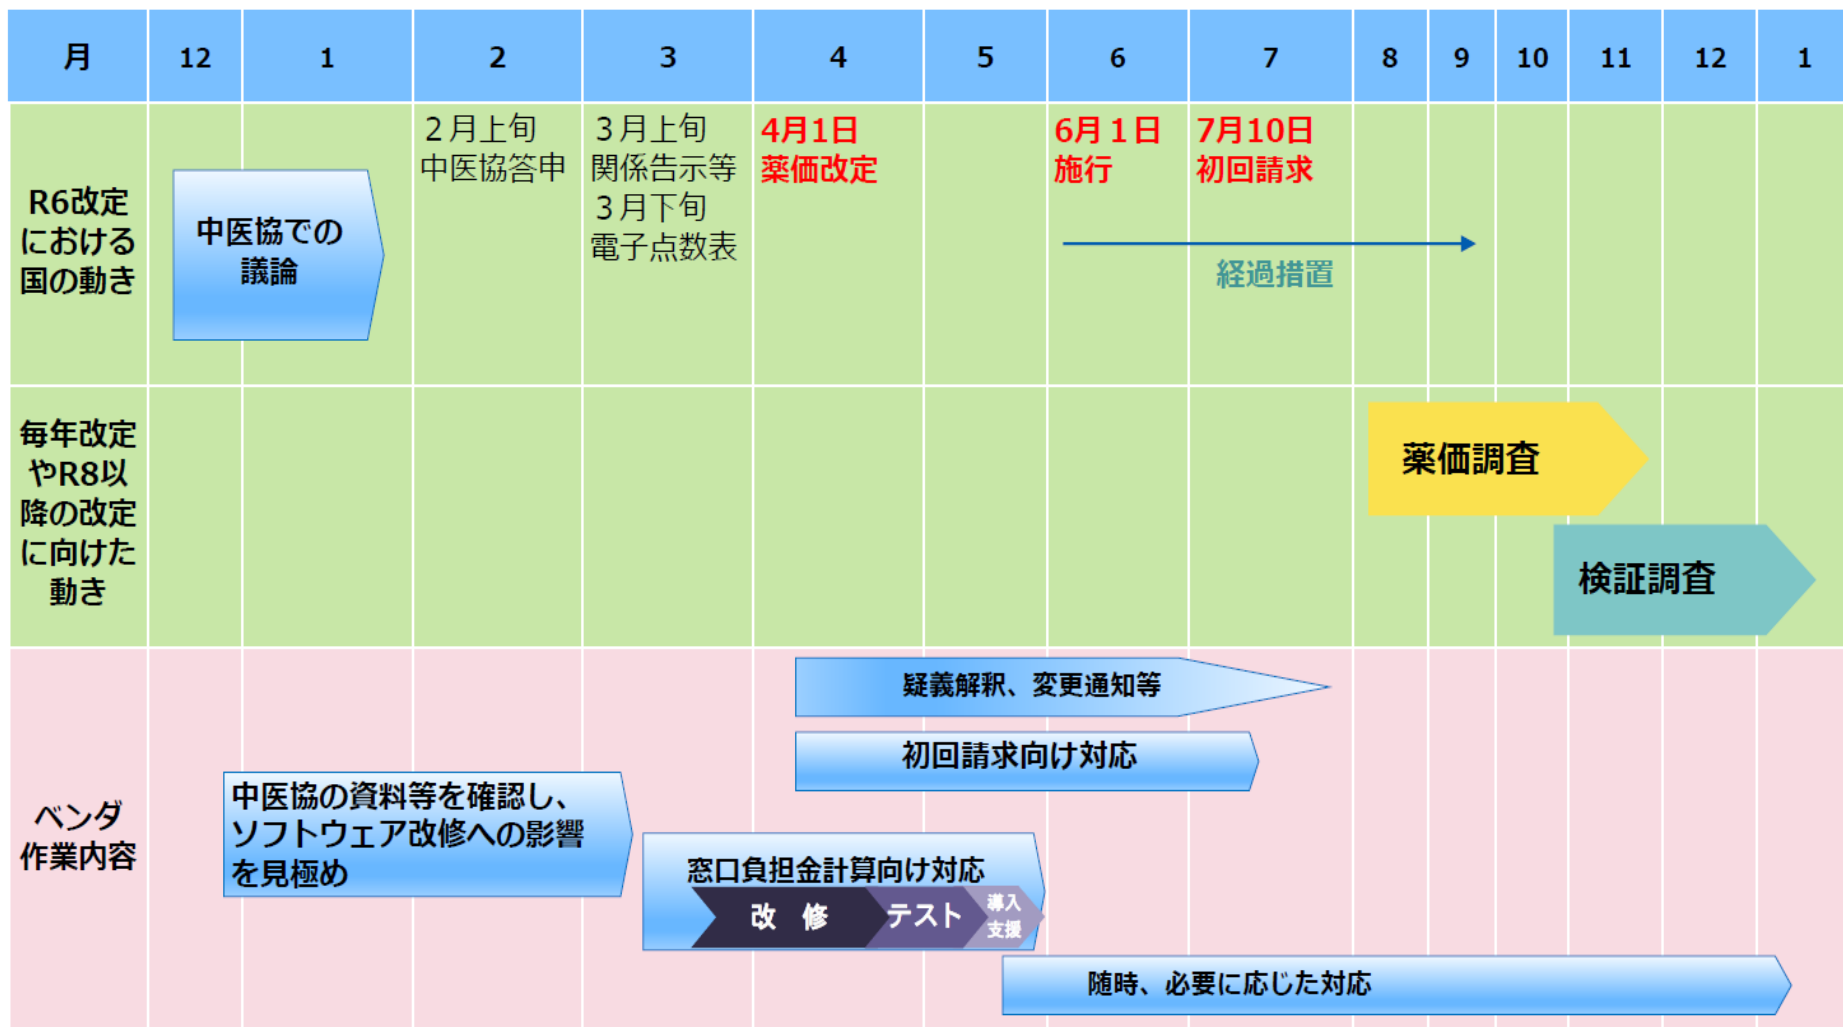 月 12 1 2 3 4 5 6 7 8 9 10 11 12 1
R6改定
における
国の動き
中医協での
議論
２月上旬
中医協答申
３月上旬
関係告示等
３月下旬
電子点数表
4月1日
薬価改定
6月１日
施行
7月10日
初回請求
経過措置
毎年改定
やR8以
降の改定
に向けた
動き
薬価調査
検証調査
ベンダ
作業内容
疑義解釈、変更通知等
初回請求向け対応
中医協の資料等を確認し、
ソフトウェア改修への影響
を見極め
窓口負担金計算向け対応
改 修
テスト
導入
支援
随時、必要に応じた対応